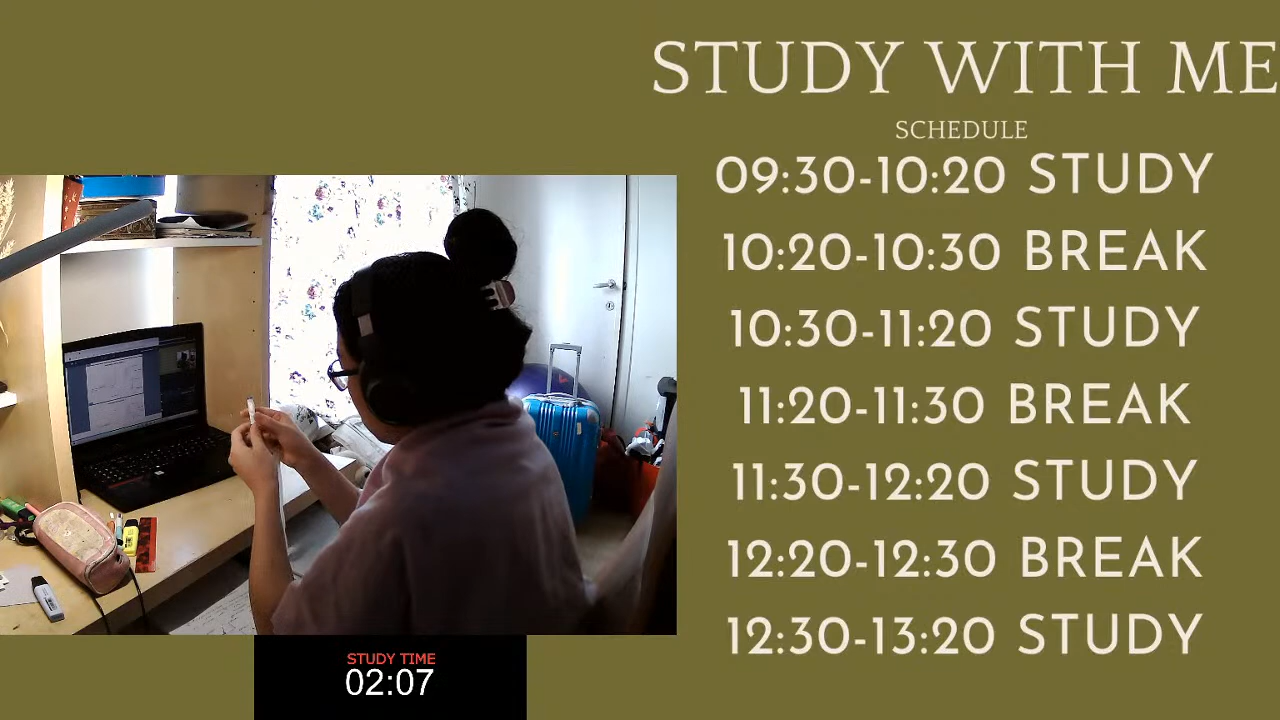 STUDY WITH ME
SCHEDULE
09:30-10:20 STUDY
10:20-10:30 BREAK
10:30-11:20 STUDY
11:20-11:30 BREAK
11:30-12:20 STUDY
12:20-12:30 BREAK
12:30-13:20 STUDY
STUDY TIME
02:07